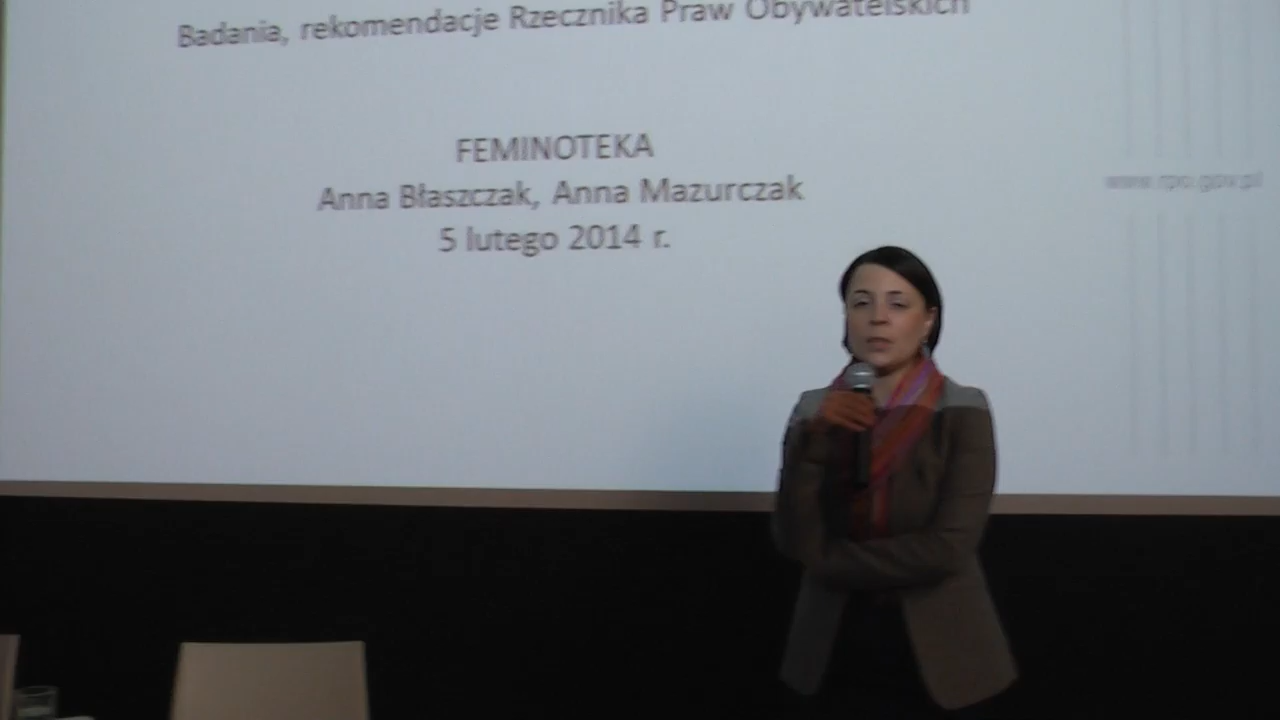 Badania, rekomendacje Rzecznika Praw Obywatelskich
FEMINOTEKA
Anna Błaszczak, Anna Mazurczak
5 lutego 2014 r.
www.rpo.gov.pl